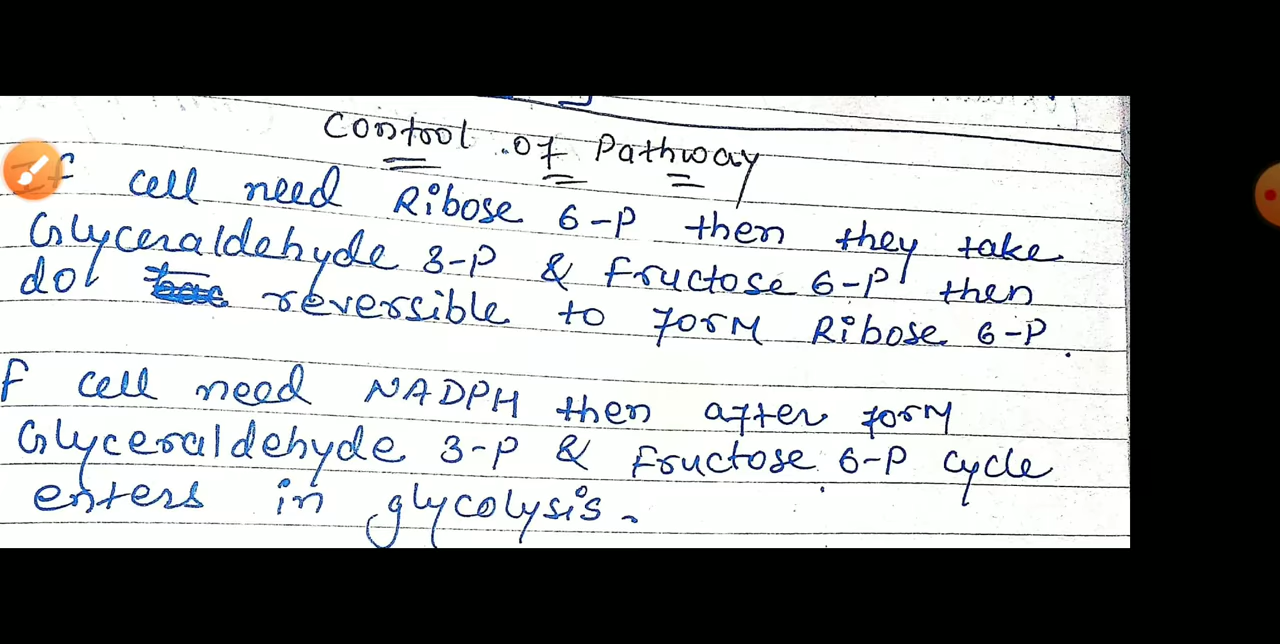 Control of Pathway
f cell need Ribose 6-P then they take
Glyceraldehyde 3-P & Fructose 6-P then
do reversible to form Ribose 6-P.
f cell need NADPH then after form
Glyceraldehyde 3-P & Fructose 6-P cycle
enters in glycolysis.